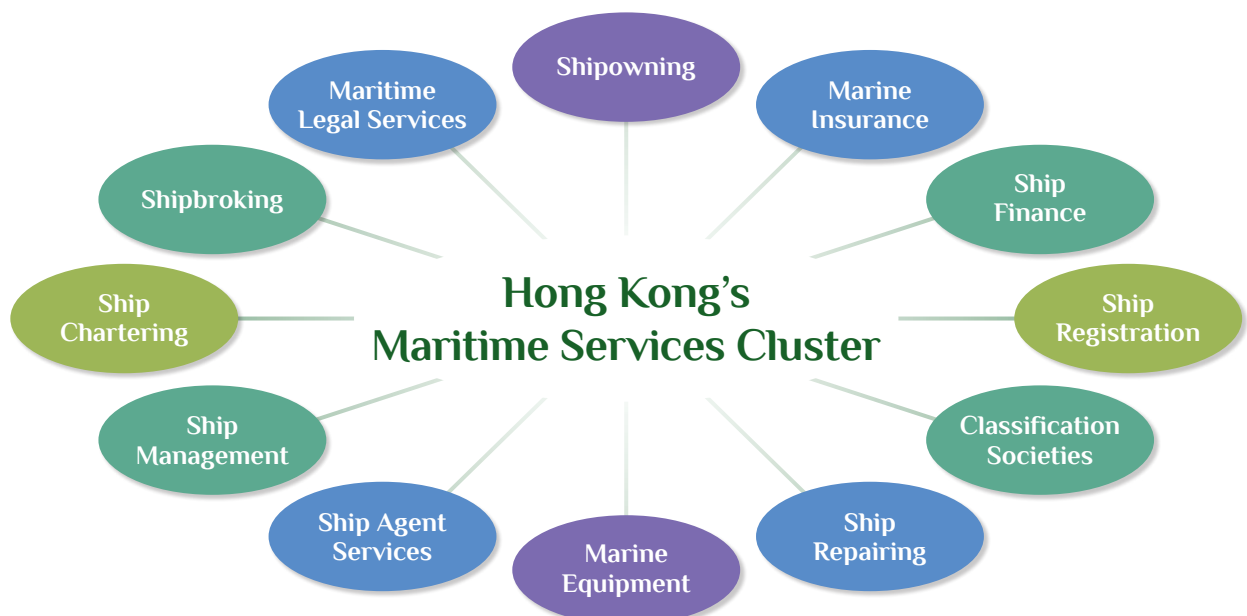 Shipowning
Maritime
Legal Services
Marine
Insurance
Shipbroking
Ship
Finance
Ship
Chartering
Hong Kong’s
Maritime Services Cluster
Ship
Registration
Ship
Management
Classification
Societies
Ship Agent
Services
Marine
Equipment
Ship
Repairing